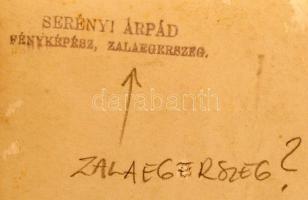 SERÉNYI ÁRPÁD
FÉNYKÉPÉSZ, ZALAEGERSZEG.
darabanth
ZALAEGERSZEG?